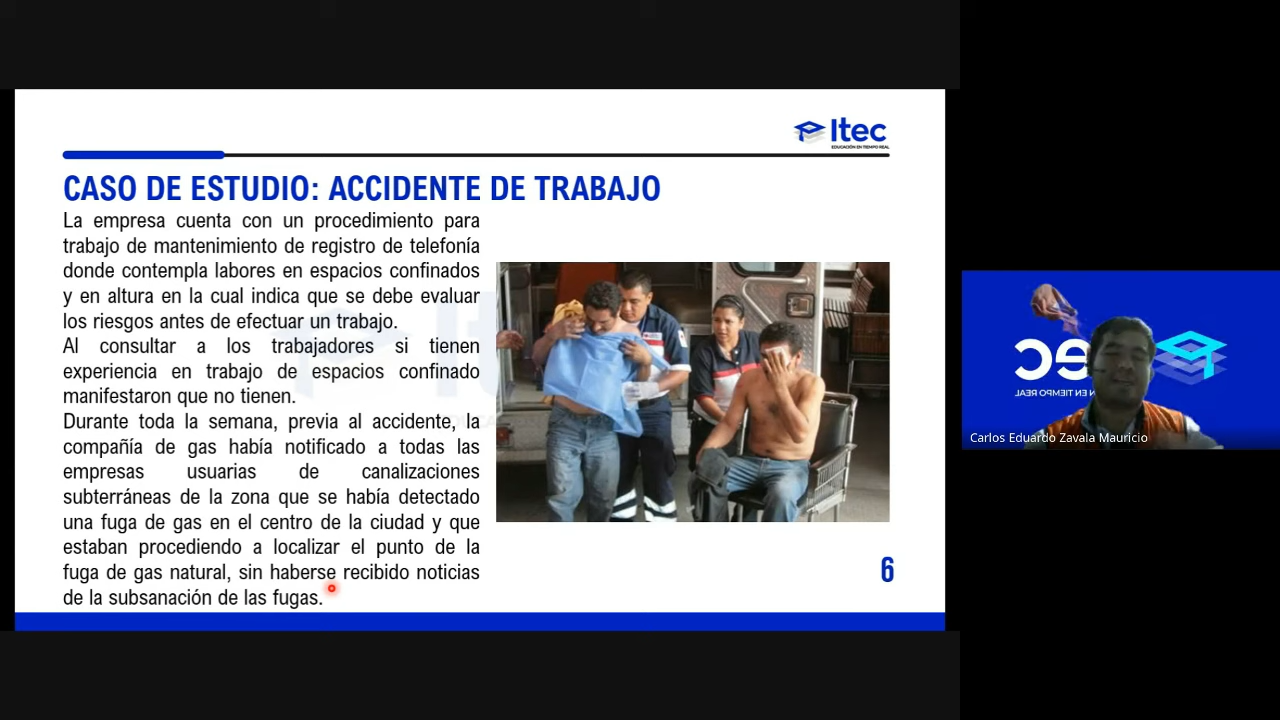 Itec
EDUCACIÓN EN TIEMPO REAL
CASO DE ESTUDIO: ACCIDENTE DE TRABAJO
La empresa cuenta con un procedimiento para
trabajo de mantenimiento de registro de telefonía
donde contempla labores en espacios confinados
y en altura en la cual indica que se debe evaluar
los riesgos antes de efectuar un trabajo.
Al consultar a los trabajadores si tienen
experiencia en trabajo de espacios confinado
manifestaron que no tienen.
Durante toda la semana, previa al accidente, la
compañía de gas había notificado a todas las
empresas usuarias de canalizaciones
subterráneas de la zona que se había detectado
una fuga de gas en el centro de la ciudad y que
estaban procediendo a localizar el punto de la
fuga de gas natural, sin haberse recibido noticias
de la subsanación de las fugas.
6
ec
N EN TIEMPO REAL
Carlos Eduardo Zavala Mauricio